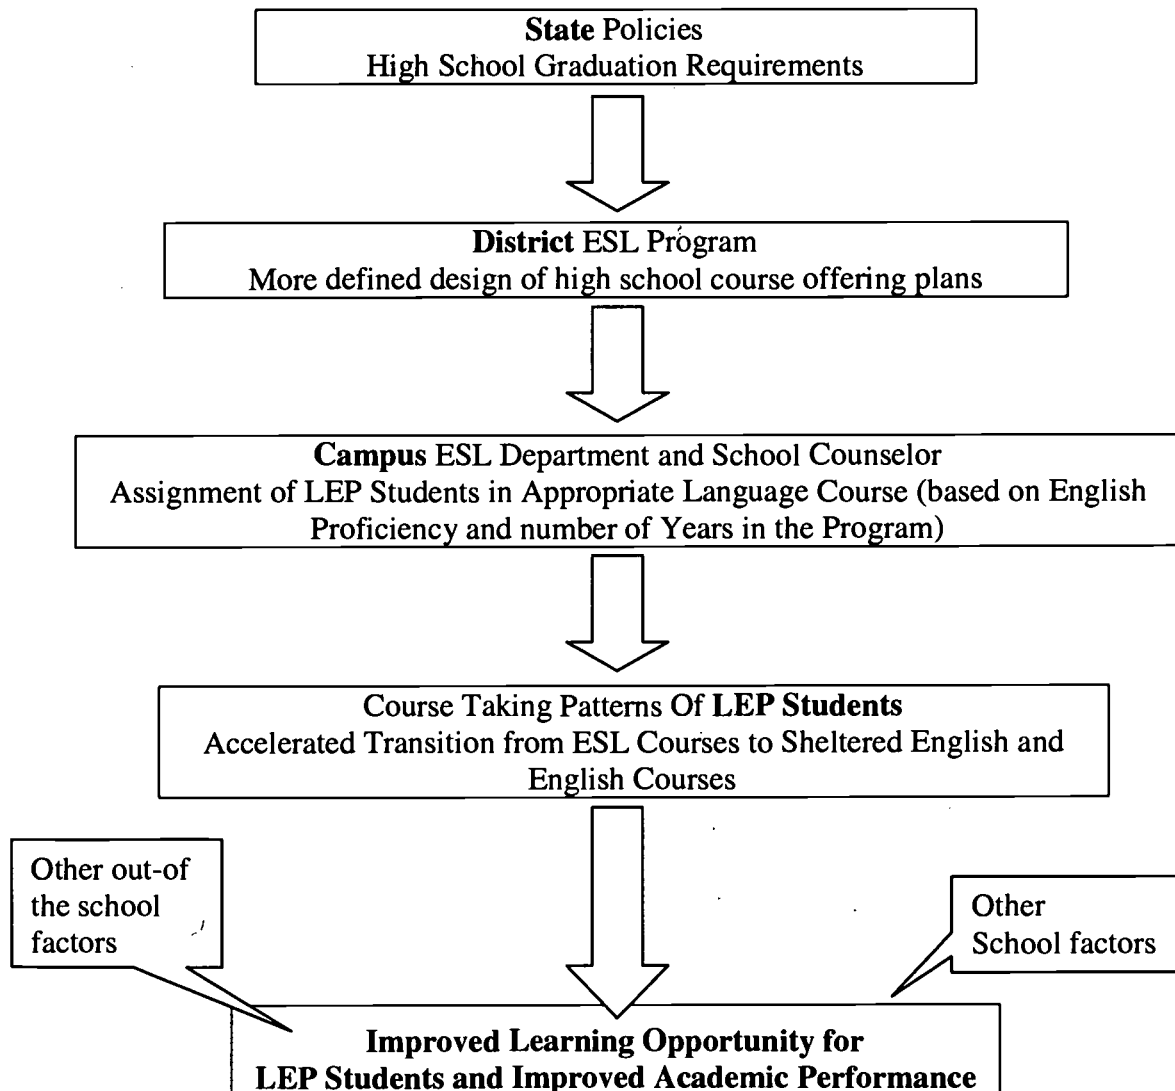 State Policies
High School Graduation Requirements
District ESL Program
More defined design of high school course offering plans
Campus ESL Department and School Counselor
Assignment of LEP Students in Appropriate Language Course (based on English
Proficiency and number of Years in the Program)
Course Taking Patterns Of LEP Students
Accelerated Transition from ESL Courses to Sheltered English and
English Courses
Other out-of
the school
factors
Other
School factors
Improved Learning Opportunity for
LEP Students and Improved Academic Performance